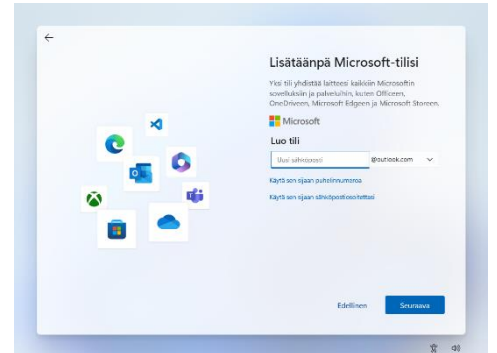 Lisätäänpä Microsoft-tilisi
Yksi tili yhdistää laitteesi kaikkiin Microsoftin
sovelluksiin ja palveluihin, kuten Officeen,
OneDriveen, Microsoft Edgeen ja Microsoft Storeen.
Microsoft
Luo tili
Uusi sähköposti
@outlook.com
Käytä sen sijaan puhelinnumeroa
Käytä sen sijaan sähköpostiosoitettasi
Edellinen
Seuraava